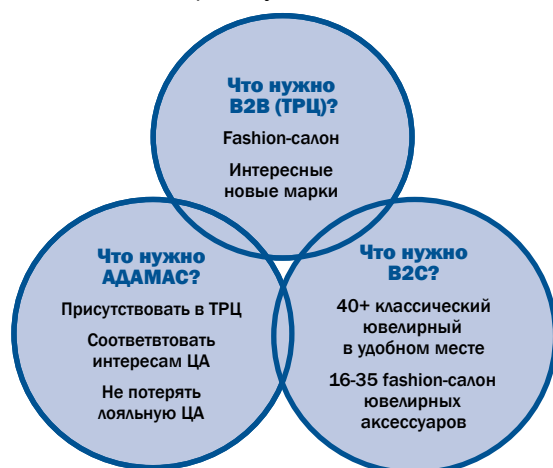 Что нужно
B2B (ТРЦ)?
Fashion-салон
Интересные
новые марки
Что нужно
АДАМАС?
Присутствовать в ТРЦ
Соответвтовать
интересам ЦА
Не потерять
лояльную ЦА
Что нужно
B2C?
40+ классический
ювелирный
в удобном месте
16-35 fashion-салон
ювелирных
аксессуаров